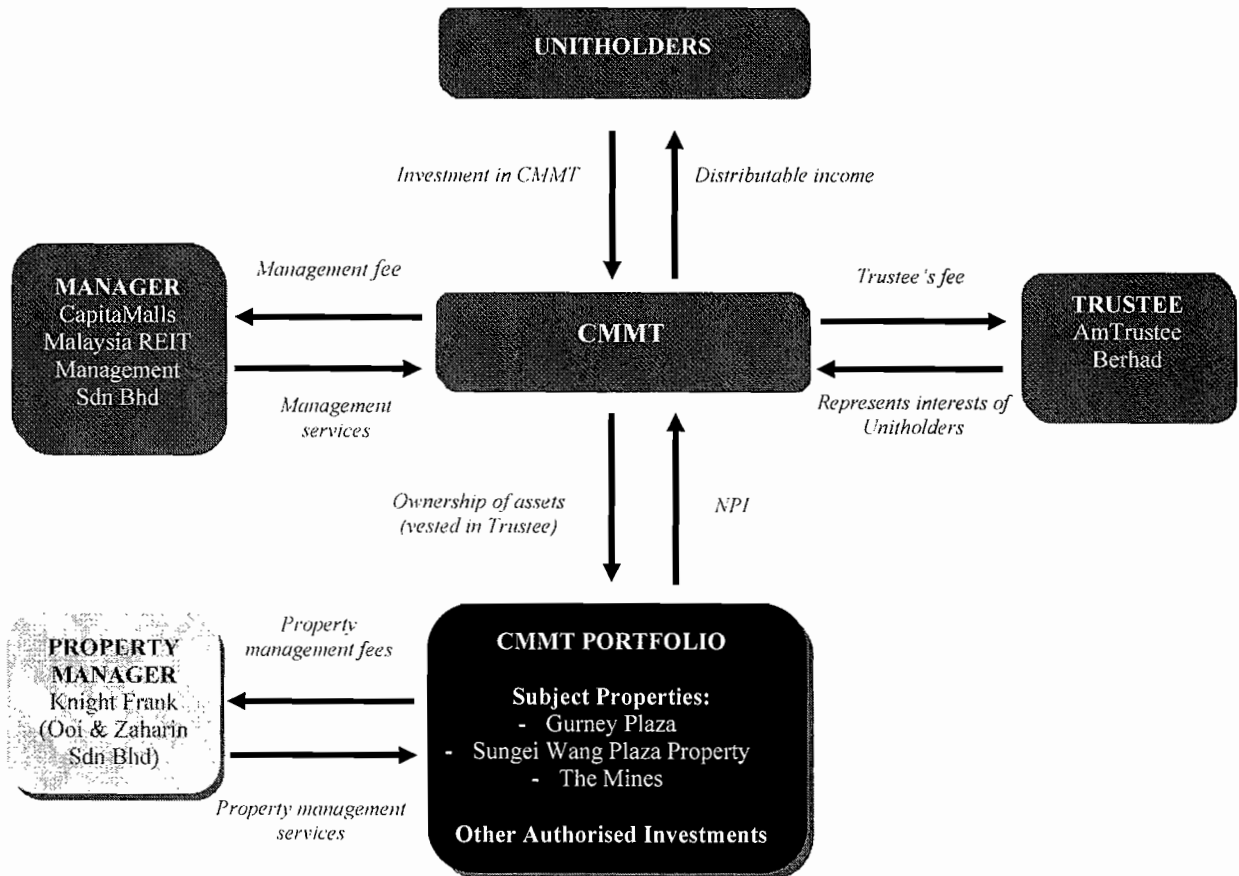 UNITHOLDERS
Investment in CMMT
Distributable income
MANAGER
CapitaMalls
Malaysia REIT
Management
Sdn Bhd
Management fee
Management
services
CMMT
Trustee's fee
Represents interests of
Unitholders
TRUSTEE
AmTrustee
Berhad
Ownership of assets
(vested in Trustee)
NPI
PROPERTY
MANAGER
Knight Frank
(Ooi & Zaharin
Sdn Bhd)
Property
management fees
Property management
services
CMMT PORTFOLIO
Subject Properties:
- Gurney Plaza
- Sungei Wang Plaza Property
- The Mines
Other Authorised Investments